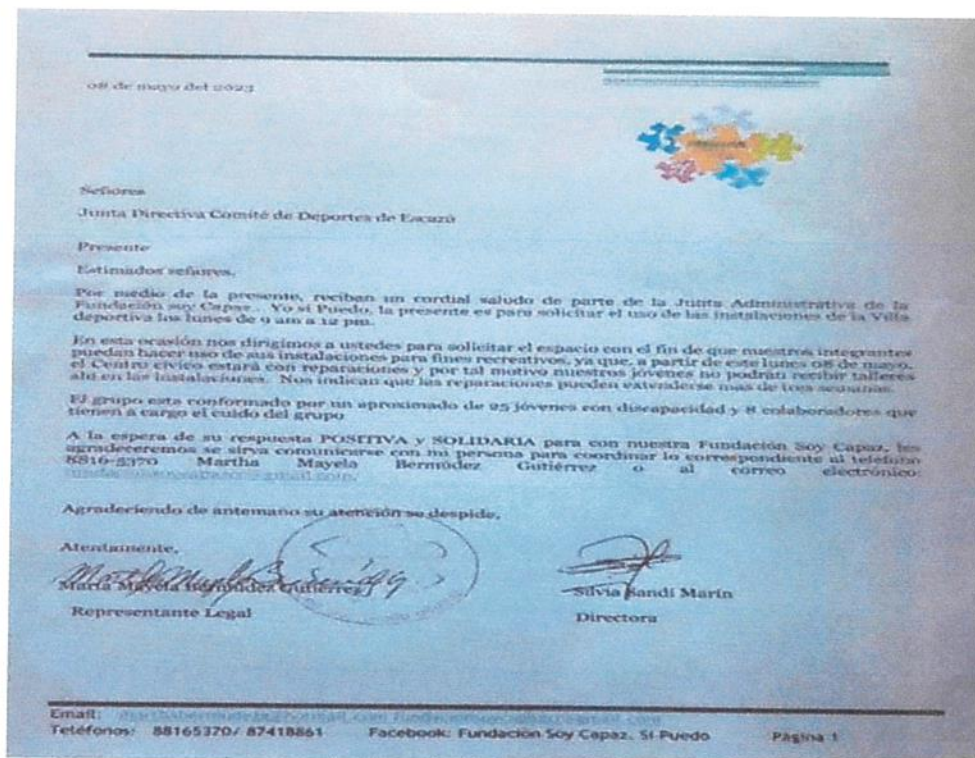 08 de mayo del 2023
Señores
Junta Directiva Comité de Deportes de Escazú
Presente
Estimados señores,
Por medio de la presente, reciban un cordial saludo de parte de la Junta Administrativa de la
Fundación soy Capaz.. Yo si Puedo, la presente es para solicitar el uso de las instalaciones de la Villa
deportiva los lunes de 9 am a 12 pm.
En esta ocasión nos dirigimos a ustedes para solicitar el espacio con el fin de que nuestros integrantes
puedan hacer uso de sus instalaciones para fines recreativos, ya que, a partir de este lunes 08 de mayo,
el Centro cívico estará con reparaciones y por tal motivo nuestros jóvenes no podrán recibir talleres
ahí en las instalaciones. Nos indican que las reparaciones pueden extenderse mas de tres semanas.
El grupo esta conformado por un aproximado de 25 jóvenes con discapacidad y 8 colaboradores que
tienen a cargo el cuido del grupo
A la espera de su respuesta POSITIVA y SOLIDARIA para con nuestra Fundación Soy Capaz, les
agradeceremos se sirva comunicarse con mi persona para coordinar lo correspondiente al teléfono
8816-5370 Martha Mayela Bermúdez Gutiérrez o al correo electrónico:
Agradeciendo de antemano su atención se despide,
Atentamente,
Marta Mayela Bermúdez Gutiérrez
Silvia Sandi Marín
Representante Legal
Directora
Email:
Teléfonos: 88165370/ 87418861 Facebook: Fundación Soy Capaz. Si Puedo Página 1